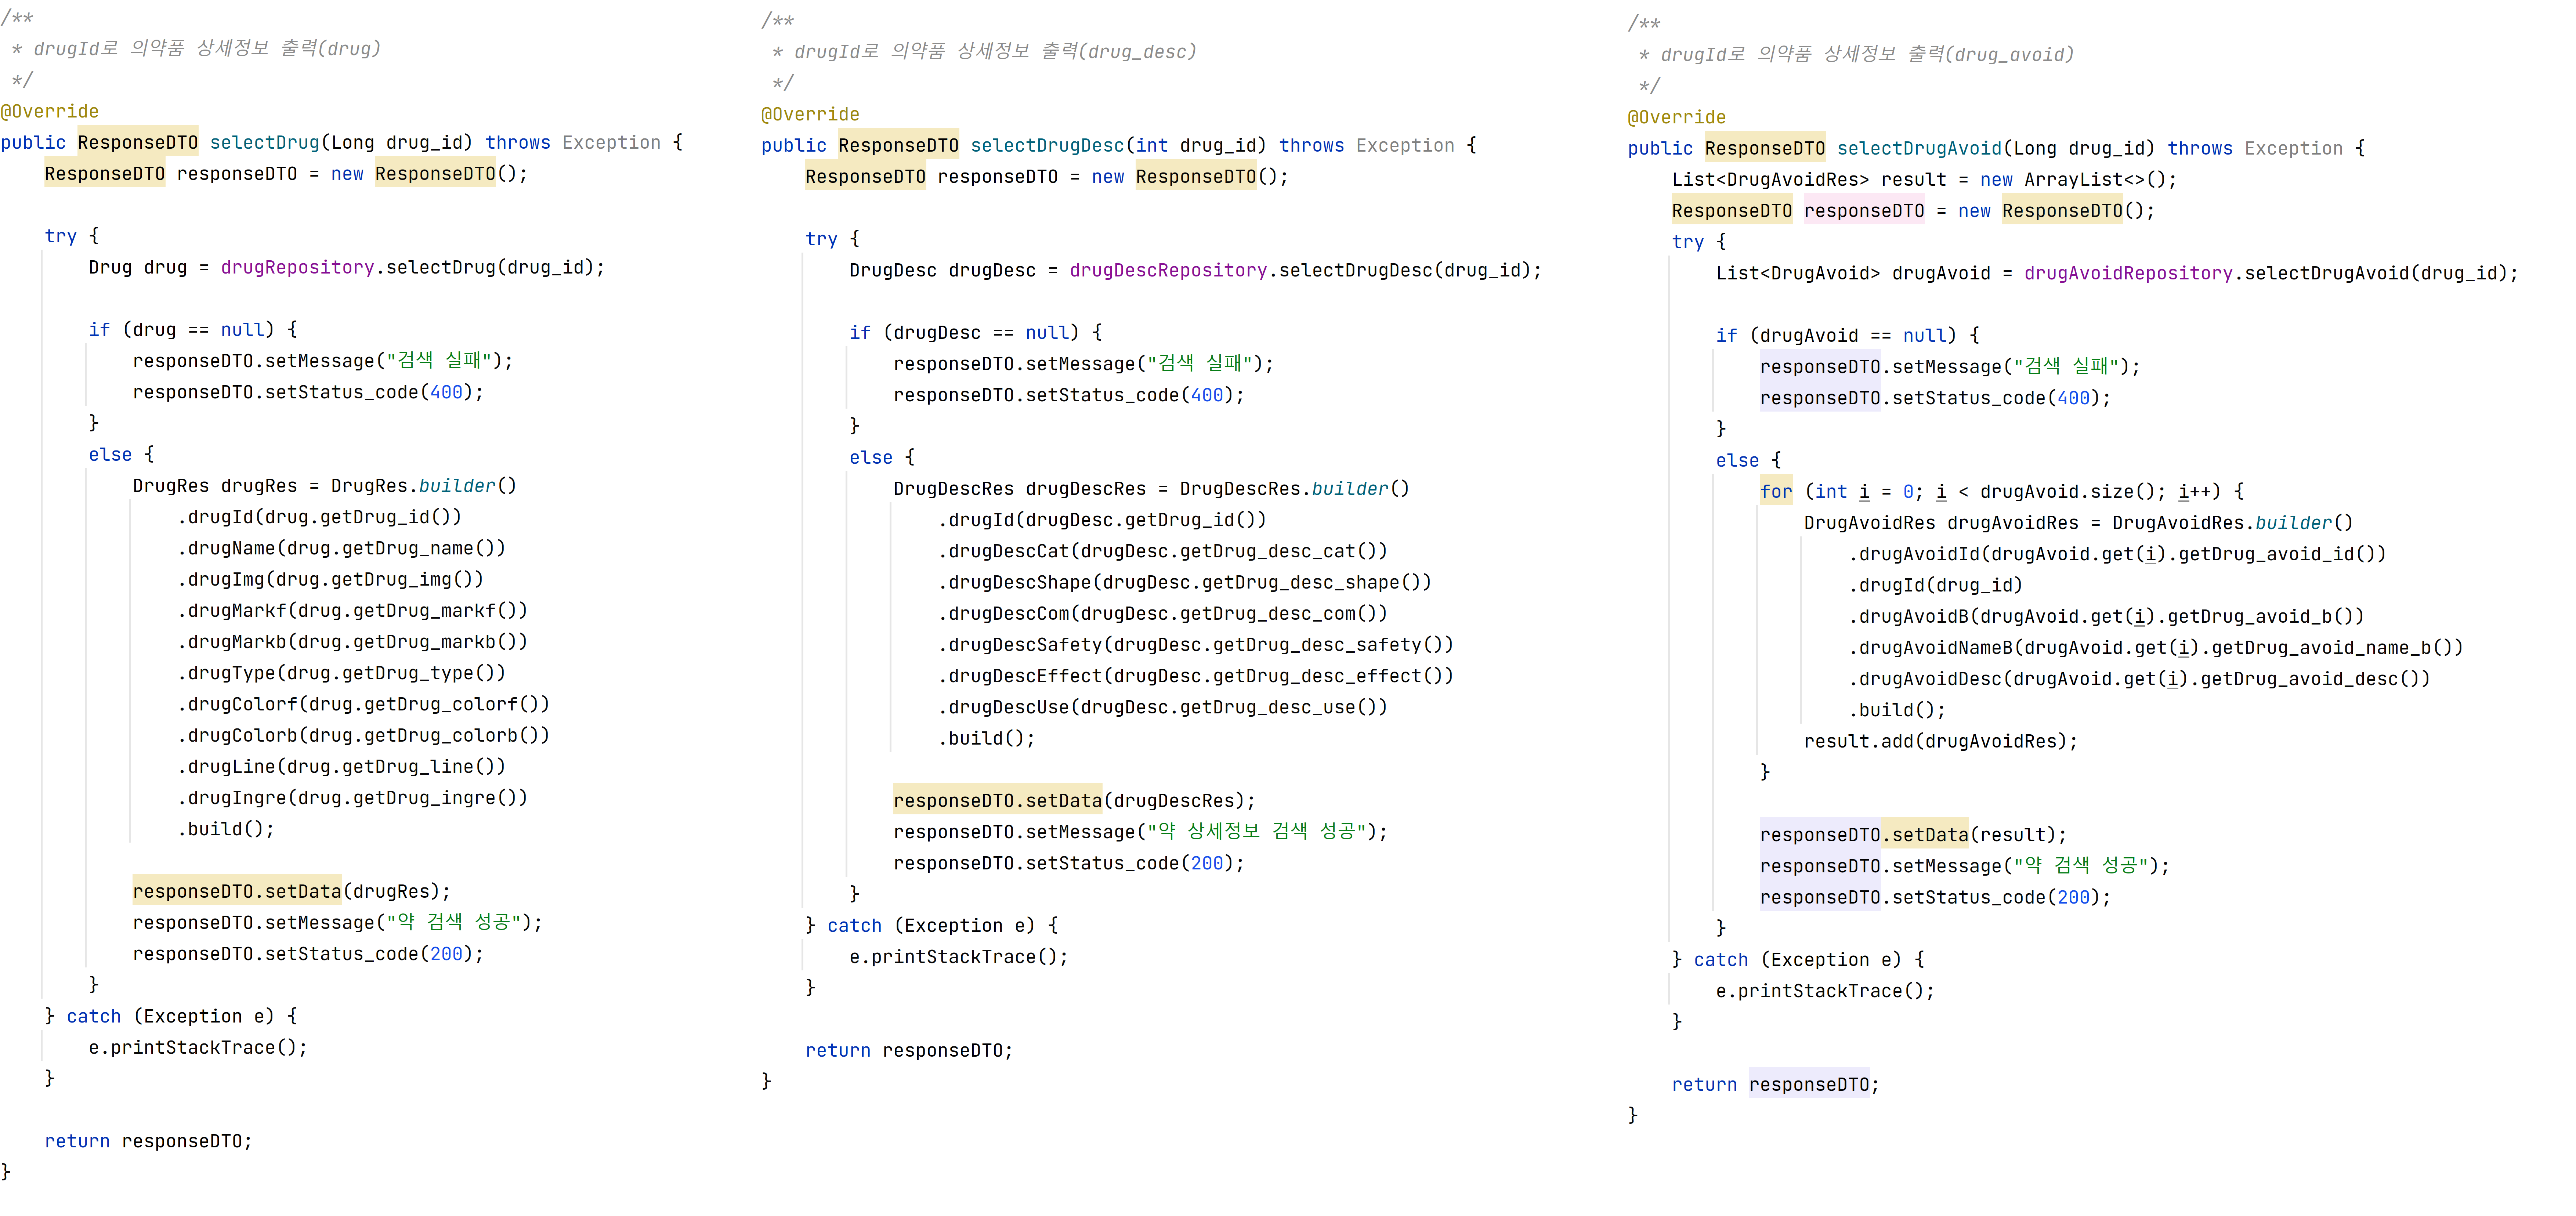 /**
 * drugId로 의약품 상세정보 출력(drug)
 */
@Override
public ResponseDTO selectDrug(Long drug_id) throws Exception {
    ResponseDTO responseDTO = new ResponseDTO();

    try {
        Drug drug = drugRepository.selectDrug(drug_id);

        if (drug == null) {
            responseDTO.setMessage("검색 실패");
            responseDTO.setStatus_code(400);
        }
        else {
            DrugRes drugRes = DrugRes.builder()
                .drugId(drug.getDrug_id())
                .drugName(drug.getDrug_name())
                .drugImg(drug.getDrug_img())
                .drugMarkf(drug.getDrug_markf())
                .drugMarkb(drug.getDrug_markb())
                .drugType(drug.getDrug_type())
                .drugColorf(drug.getDrug_colorf())
                .drugColorb(drug.getDrug_colorb())
                .drugLine(drug.getDrug_line())
                .drugIngre(drug.getDrug_ingre())
                .build();

            responseDTO.setData(drugRes);
            responseDTO.setMessage("약 검색 성공");
            responseDTO.setStatus_code(200);
        }
    } catch (Exception e) {
        e.printStackTrace();
    }

    return responseDTO;
}
/**
 * drugId로 의약품 상세정보 출력(drug_desc)
 */
@Override
public ResponseDTO selectDrugDesc(int drug_id) throws Exception {
    ResponseDTO responseDTO = new ResponseDTO();

    try {
        DrugDesc drugDesc = drugDescRepository.selectDrugDesc(drug_id);

        if (drugDesc == null) {
            responseDTO.setMessage("검색 실패");
            responseDTO.setStatus_code(400);
        }
        else {
            DrugDescRes drugDescRes = DrugDescRes.builder()
                .drugId(drugDesc.getDrug_id())
                .drugDescCat(drugDesc.getDrug_desc_cat())
                .drugDescShape(drugDesc.getDrug_desc_shape())
                .drugDescCom(drugDesc.getDrug_desc_com())
                .drugDescSafety(drugDesc.getDrug_desc_safety())
                .drugDescEffect(drugDesc.getDrug_desc_effect())
                .drugDescUse(drugDesc.getDrug_desc_use())
                .build();

            responseDTO.setData(drugDescRes);
            responseDTO.setMessage("약 상세정보 검색 성공");
            responseDTO.setStatus_code(200);
        }
    } catch (Exception e) {
        e.printStackTrace();
    }

    return responseDTO;
}
/**
 * drugId로 의약품 상세정보 출력(drug_avoid)
 */
@Override
public ResponseDTO selectDrugAvoid(Long drug_id) throws Exception {
    List<DrugAvoidRes> result = new ArrayList<>();
    ResponseDTO responseDTO = new ResponseDTO();
    try {
        List<DrugAvoid> drugAvoid = drugAvoidRepository.selectDrugAvoid(drug_id);

        if (drugAvoid == null) {
            responseDTO.setMessage("검색 실패");
            responseDTO.setStatus_code(400);
        }
        else {
            for (int i = 0; i < drugAvoid.size(); i++) {
                DrugAvoidRes drugAvoidRes = DrugAvoidRes.builder()
                    .drugAvoidId(drugAvoid.get(i).getDrug_avoid_id())
                    .drugId(drug_id)
                    .drugAvoidB(drugAvoid.get(i).getDrug_avoid_b())
                    .drugAvoidNameB(drugAvoid.get(i).getDrug_avoid_name_b())
                    .drugAvoidDesc(drugAvoid.get(i).getDrug_avoid_desc())
                    .build();
                result.add(drugAvoidRes);
            }

            responseDTO.setData(result);
            responseDTO.setMessage("약 검색 성공");
            responseDTO.setStatus_code(200);
        }
    } catch (Exception e) {
        e.printStackTrace();
    }

    return responseDTO;
}